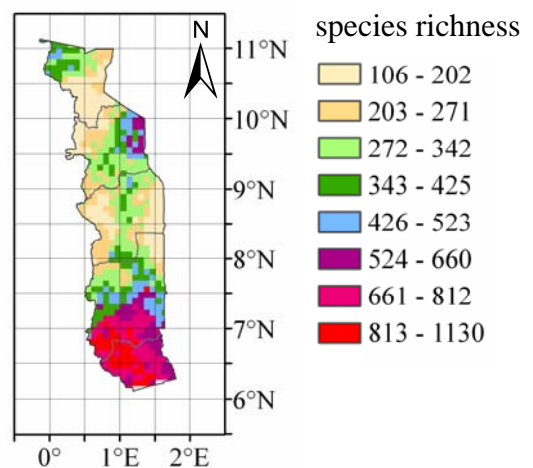 N
species richness
106 - 202
203 - 271
272 - 342
343 - 425
426 - 523
524 - 660
661 - 812
813 - 1130
11°N
10°N
9°N
8°N
7°N
6°N
0° 1°E 2°E